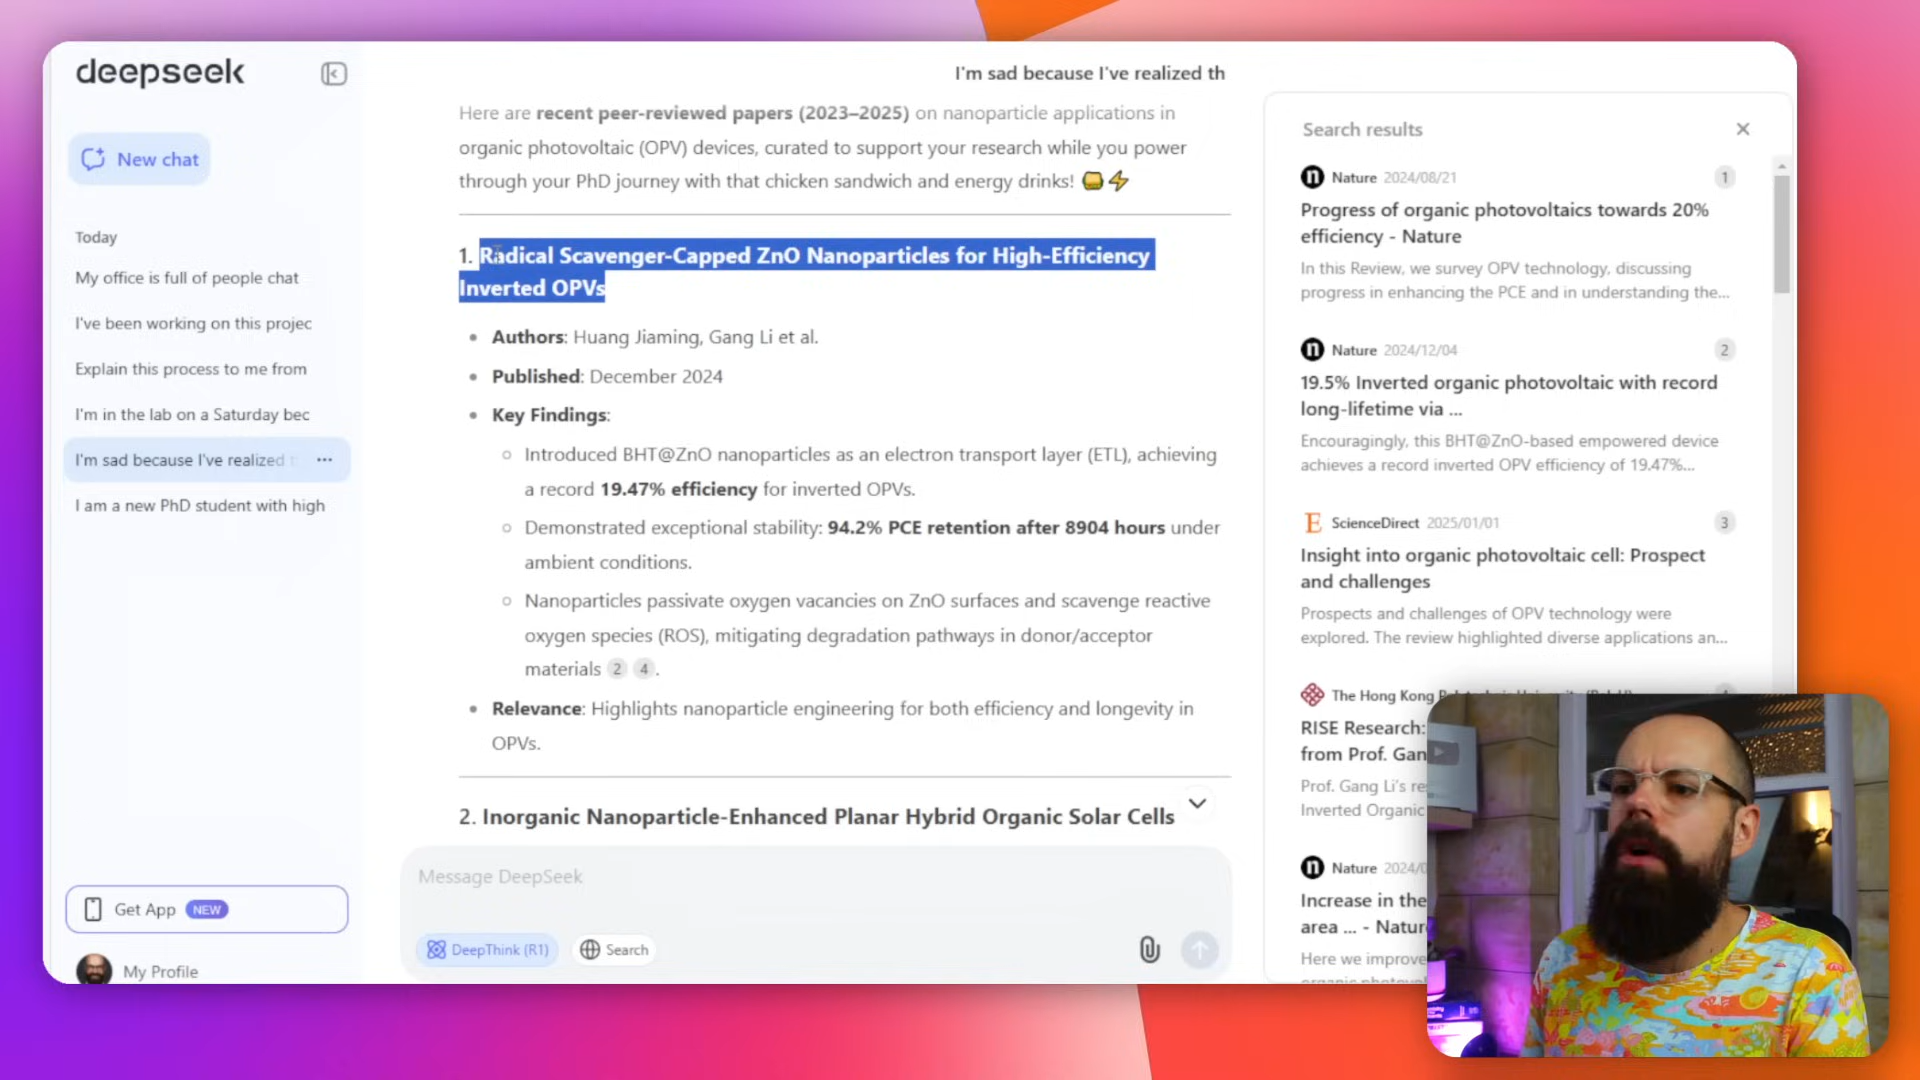 deepseek
New chat
Today
My office is full of people chat
I've been working on this projec
Explain this process to me from
I'm in the lab on a Saturday bec
I'm sad because I've realized t
I am a new PhD student with high
Get App NEW
My Profile
I'm sad because I've realized th
Here are recent peer-reviewed papers (2023–2025) on nanoparticle applications in
organic photovoltaic (OPV) devices, curated to support your research while you power
through your PhD journey with that chicken sandwich and energy drinks! 🥪⚡
1. Radical Scavenger-Capped ZnO Nanoparticles for High-Efficiency
Inverted OPVs
• Authors: Huang Jiaming, Gang Li et al.
• Published: December 2024
• Key Findings:
○ Introduced BHT@ZnO nanoparticles as an electron transport layer (ETL), achieving
a record 19.47% efficiency for inverted OPVs.
○ Demonstrated exceptional stability: 94.2% PCE retention after 8904 hours under
ambient conditions.
○ Nanoparticles passivate oxygen vacancies on ZnO surfaces and scavenge reactive
oxygen species (ROS), mitigating degradation pathways in donor/acceptor
materials 2 4.
• Relevance: Highlights nanoparticle engineering for both efficiency and longevity in
OPVs.
2. Inorganic Nanoparticle-Enhanced Planar Hybrid Organic Solar Cells
Message DeepSeek
DeepThink (R1) Search
Search results
Nature 2024/08/21 1
Progress of organic photovoltaics towards 20%
efficiency - Nature
In this Review, we survey OPV technology, discussing
progress in enhancing the PCE and in understanding the...
Nature 2024/12/04 2
19.5% Inverted organic photovoltaic with record
long-lifetime via ...
Encouragingly, this BHT@ZnO-based empowered device
achieves a record inverted OPV efficiency of 19.47%...
ScienceDirect 2025/01/01 3
Insight into organic photovoltaic cell: Prospect
and challenges
Prospects and challenges of OPV technology were
explored. The review highlighted diverse applications an...
The Hong Kong
RISE Research:
from Prof. Gan
Prof. Gang Li's re
Inverted Organic
Nature 2024/0
Increase in the
area ... - Natur
Here we improve